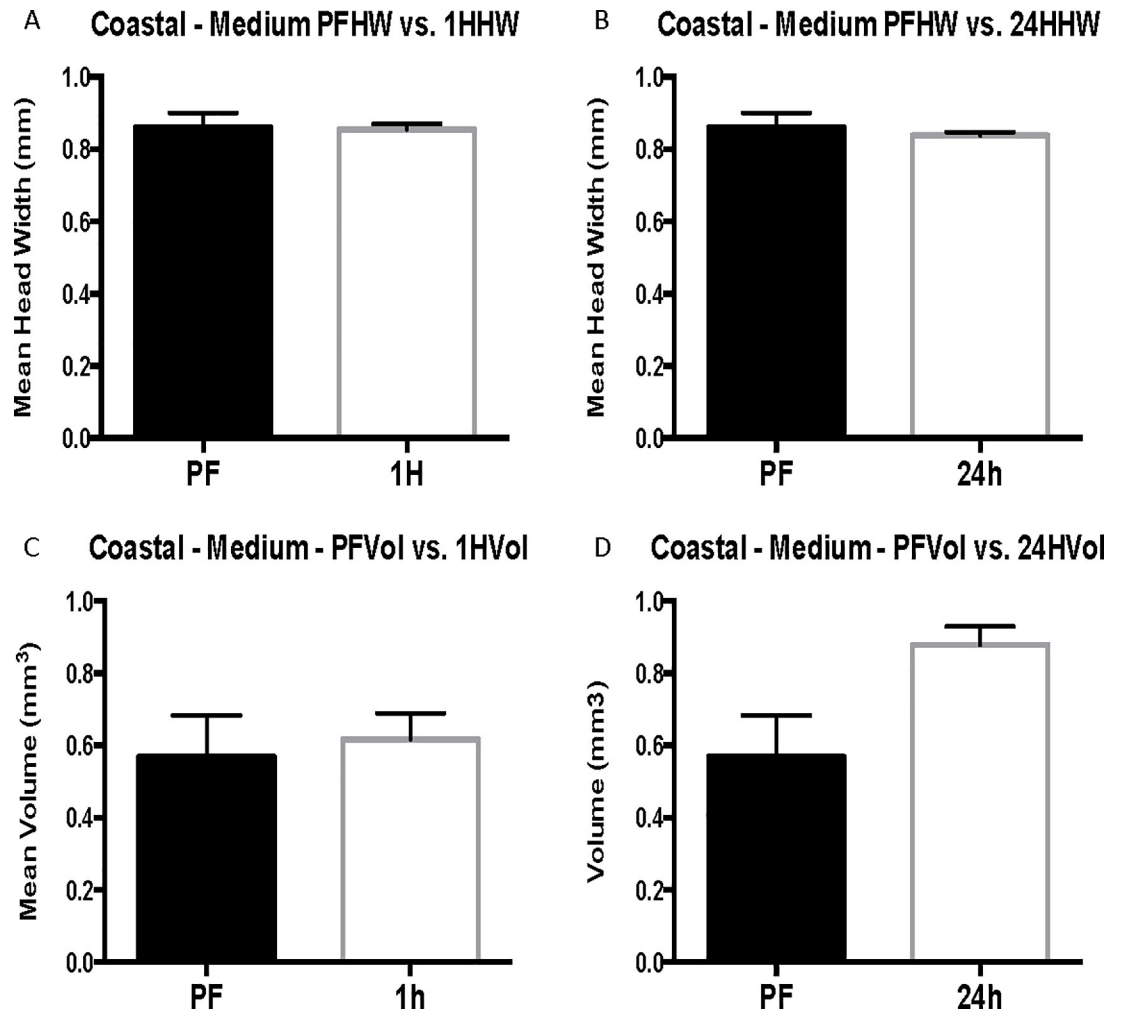 A
Coastal - Medium PFHW vs. 1HHW
Mean Head Width (mm)
1.0
0.8
0.6
0.4
0.2
0.0
PF
1H
B
Coastal - Medium PFHW vs. 24HHW
Mean Head Width (mm)
1.0
0.8
0.6
0.4
0.2
0.0
PF
24h
C
Coastal - Medium - PFVol vs. 1HVol
Mean Volume (mm³)
1.0
0.8
0.6
0.4
0.2
0.0
PF
1h
D
Coastal - Medium - PFVol vs. 24HVol
Volume (mm3)
1.0
0.8
0.6
0.4
0.2
0.0
PF
24h